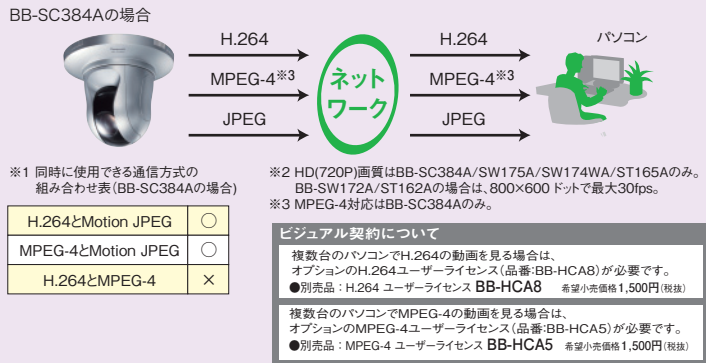 BB-SC384Aの場合
H.264
MPEG-4※3
JPEG
ネット
ワーク
H.264
MPEG-4※3
JPEG
パソコン
※1 同時に使用できる通信方式の
組み合わせ表(BB-SC384Aの場合)
H.264とMotion JPEG ○
MPEG-4とMotion JPEG ○
H.264とMPEG-4 ×
※2 HD(720P)画質はBB-SC384A/SW175A/SW174WA/ST165Aのみ。
BB-SW172A/ST162Aの場合は、800×600 ドットで最大30fps。
※3 MPEG-4対応はBB-SC384Aのみ。
ビジュアル契約について
複数台のパソコンでH.264の動画を見る場合は、
オプションのH.264ユーザーライセンス(品番:BB-HCA8)が必要です。
●別売品：H.264 ユーザーライセンス BB-HCA8 希望小売価格1,500円(税抜)
複数台のパソコンでMPEG-4の動画を見る場合は、
オプションのMPEG-4ユーザーライセンス(品番:BB-HCA5)が必要です。
●別売品：MPEG-4 ユーザーライセンス BB-HCA5 希望小売価格1,500円(税抜)